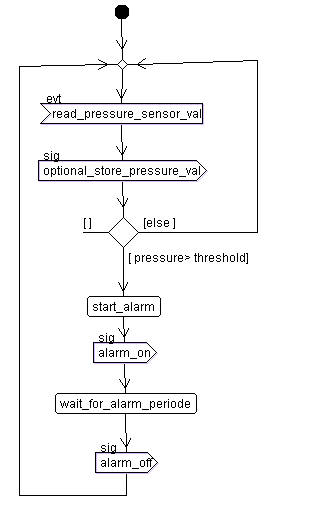 evt
read_pressure_sensor_val
sig
optional_store_pressure_val
[ ]
[else ]
[ pressure> threshold]
start_alarm
sig
alarm_on
wait_for_alarm_periode
sig
alarm_off